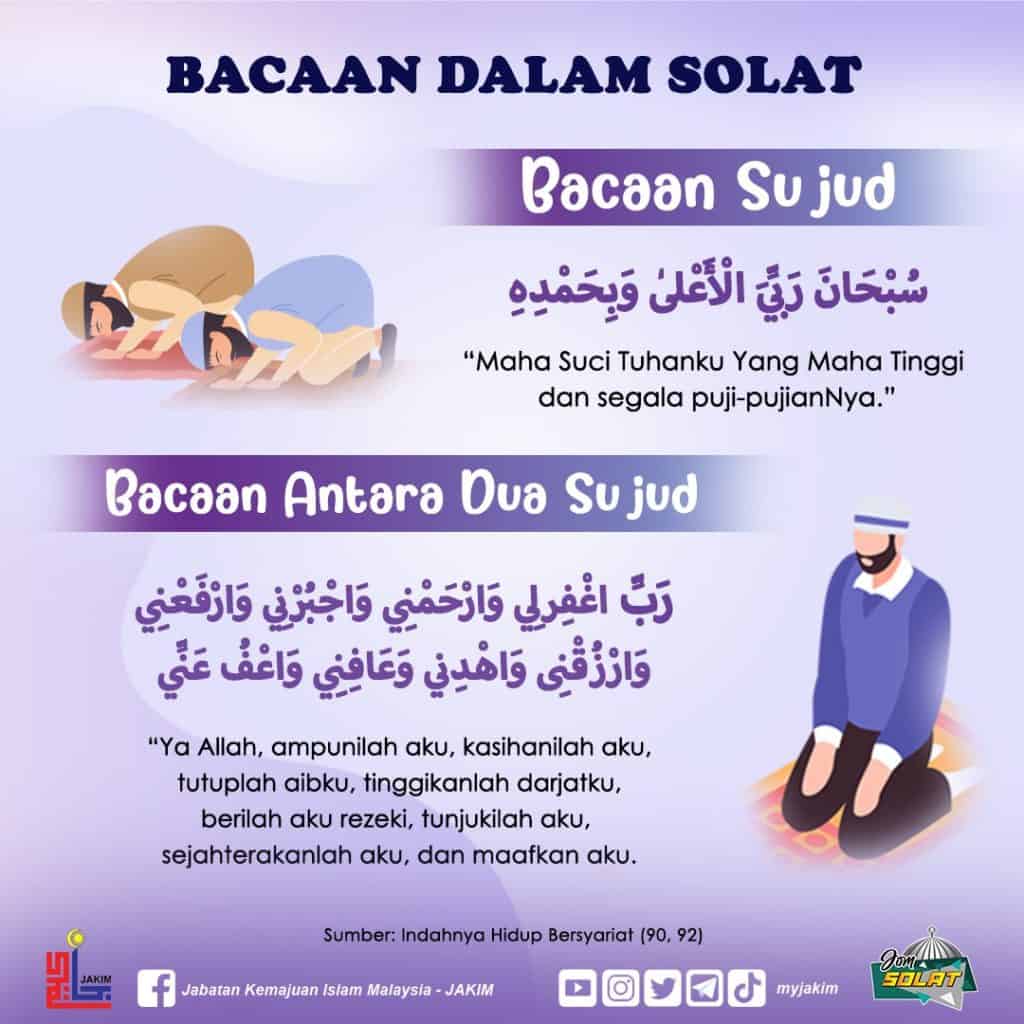 BACAAN DALAM SOLAT
Bacaan Sujud
سُبْحَانَ رَبِّيَ الْأَعْلىٰ وَبِحَمْدِهِ
“Maha Suci Tuhanku Yang Maha Tinggi
dan segala puji-pujianNya.”
Bacaan Antara Dua Sujud
رَبِّ اغْفِرلِي وَارْحَمْنِي وَاجْبُرْنِي وَارْفَعْنِي
وَارْزُقْنِى وَاهْدِنِي وَعَافِنِي وَاعْفُ عَنِّي
“Ya Allah, ampunilah aku, kasihanilah aku,
tutuplah aibku, tinggikanlah darjatku,
berilah aku rezeki, tunjukilah aku,
sejahterakanlah aku, dan maafkan aku.
Sumber: Indahnya Hidup Bersyariat (90, 92)
JAKIM
Jabatan Kemajuan Islam Malaysia - JAKIM
myjakim
Jom SOLAT